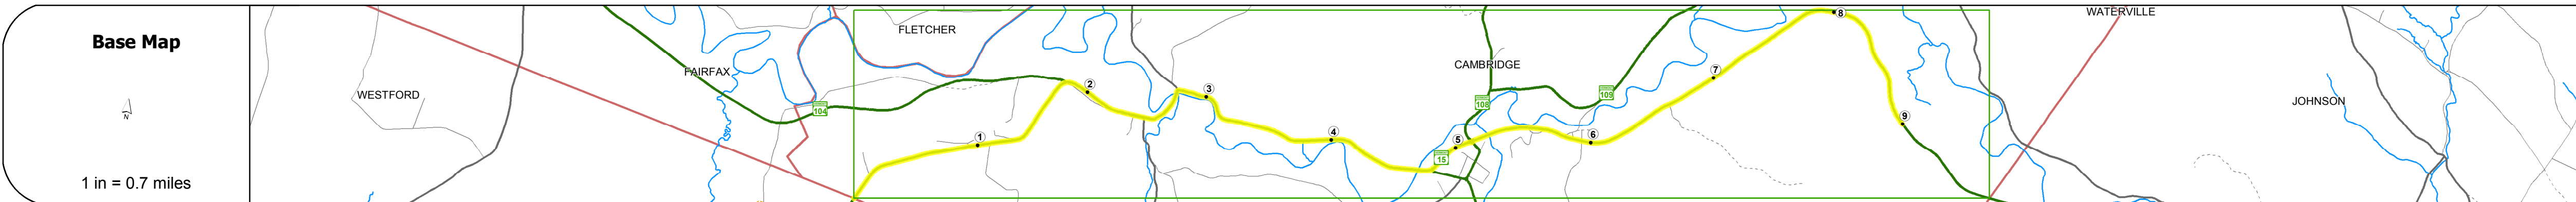 Base Map
N
1 in = 0.7 miles
WESTFORD
FAIRFAX
104
FLETCHER
1
2
3
4
5
15
108
CAMBRIDGE
109
6
7
8
9
WATERVILLE
JOHNSON